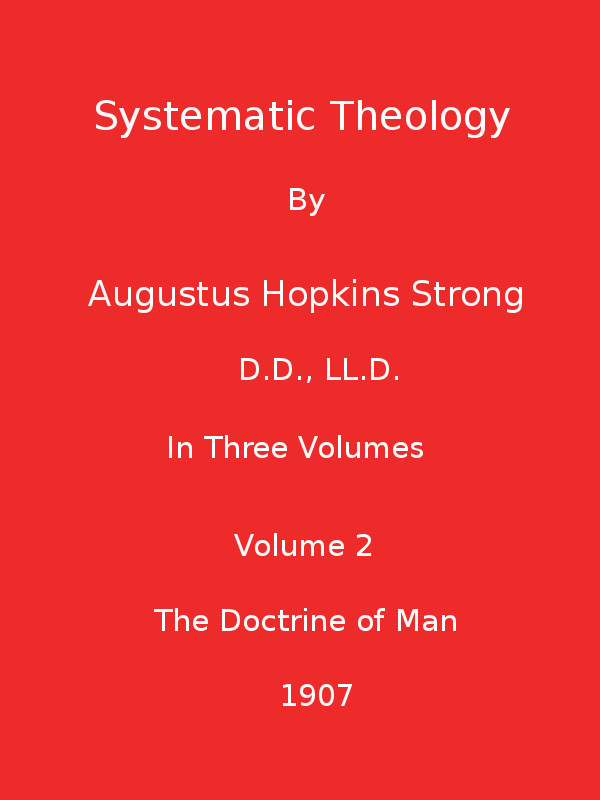 Systematic Theology
By
Augustus Hopkins Strong
D.D., LL.D.
In Three Volumes
Volume 2
The Doctrine of Man
1907